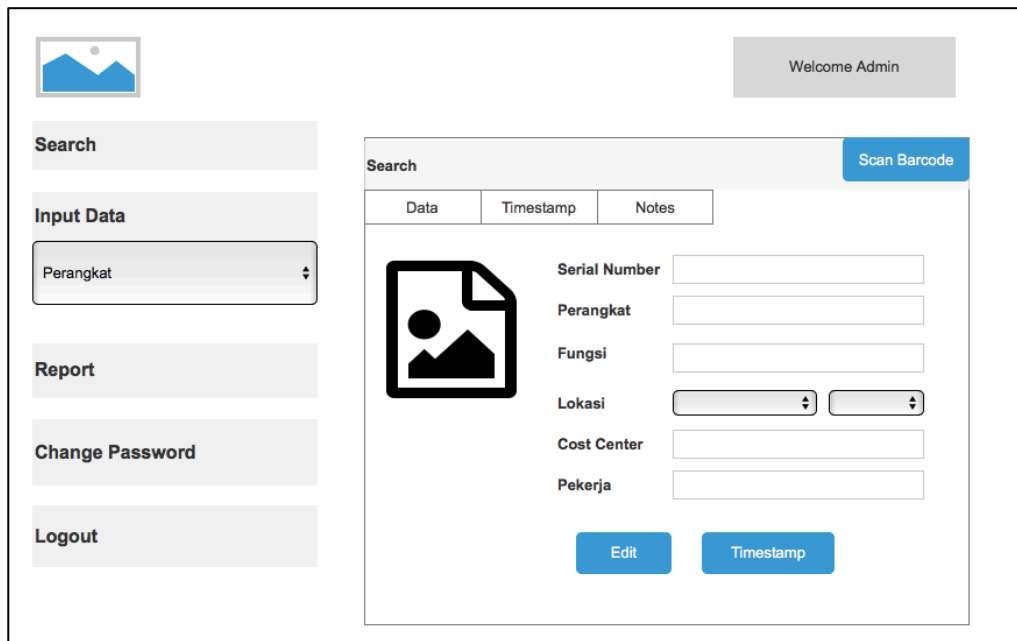 Welcome Admin
Search
Input Data
Perangkat
Report
Change Password
Logout
Search
Scan Barcode
Data
Timestamp
Notes
Serial Number
Perangkat
Fungsi
Lokasi
Cost Center
Pekerja
Edit
Timestamp